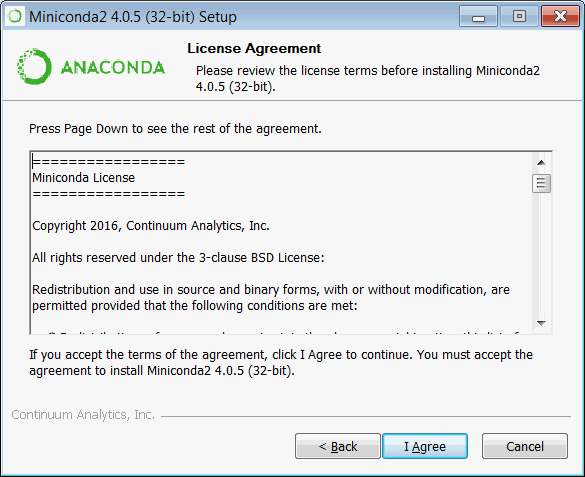 Miniconda2 4.0.5 (32-bit) Setup
ANACONDA
License Agreement
Please review the license terms before installing Miniconda2
4.0.5 (32-bit).
Press Page Down to see the rest of the agreement.
=================
Miniconda License
=================
Copyright 2016, Continuum Analytics, Inc.
All rights reserved under the 3-clause BSD License:
Redistribution and use in source and binary forms, with or without modification, are
permitted provided that the following conditions are met:
If you accept the terms of the agreement, click I Agree to continue. You must accept the
agreement to install Miniconda2 4.0.5 (32-bit).
Continuum Analytics, Inc.
< Back
I Agree
Cancel